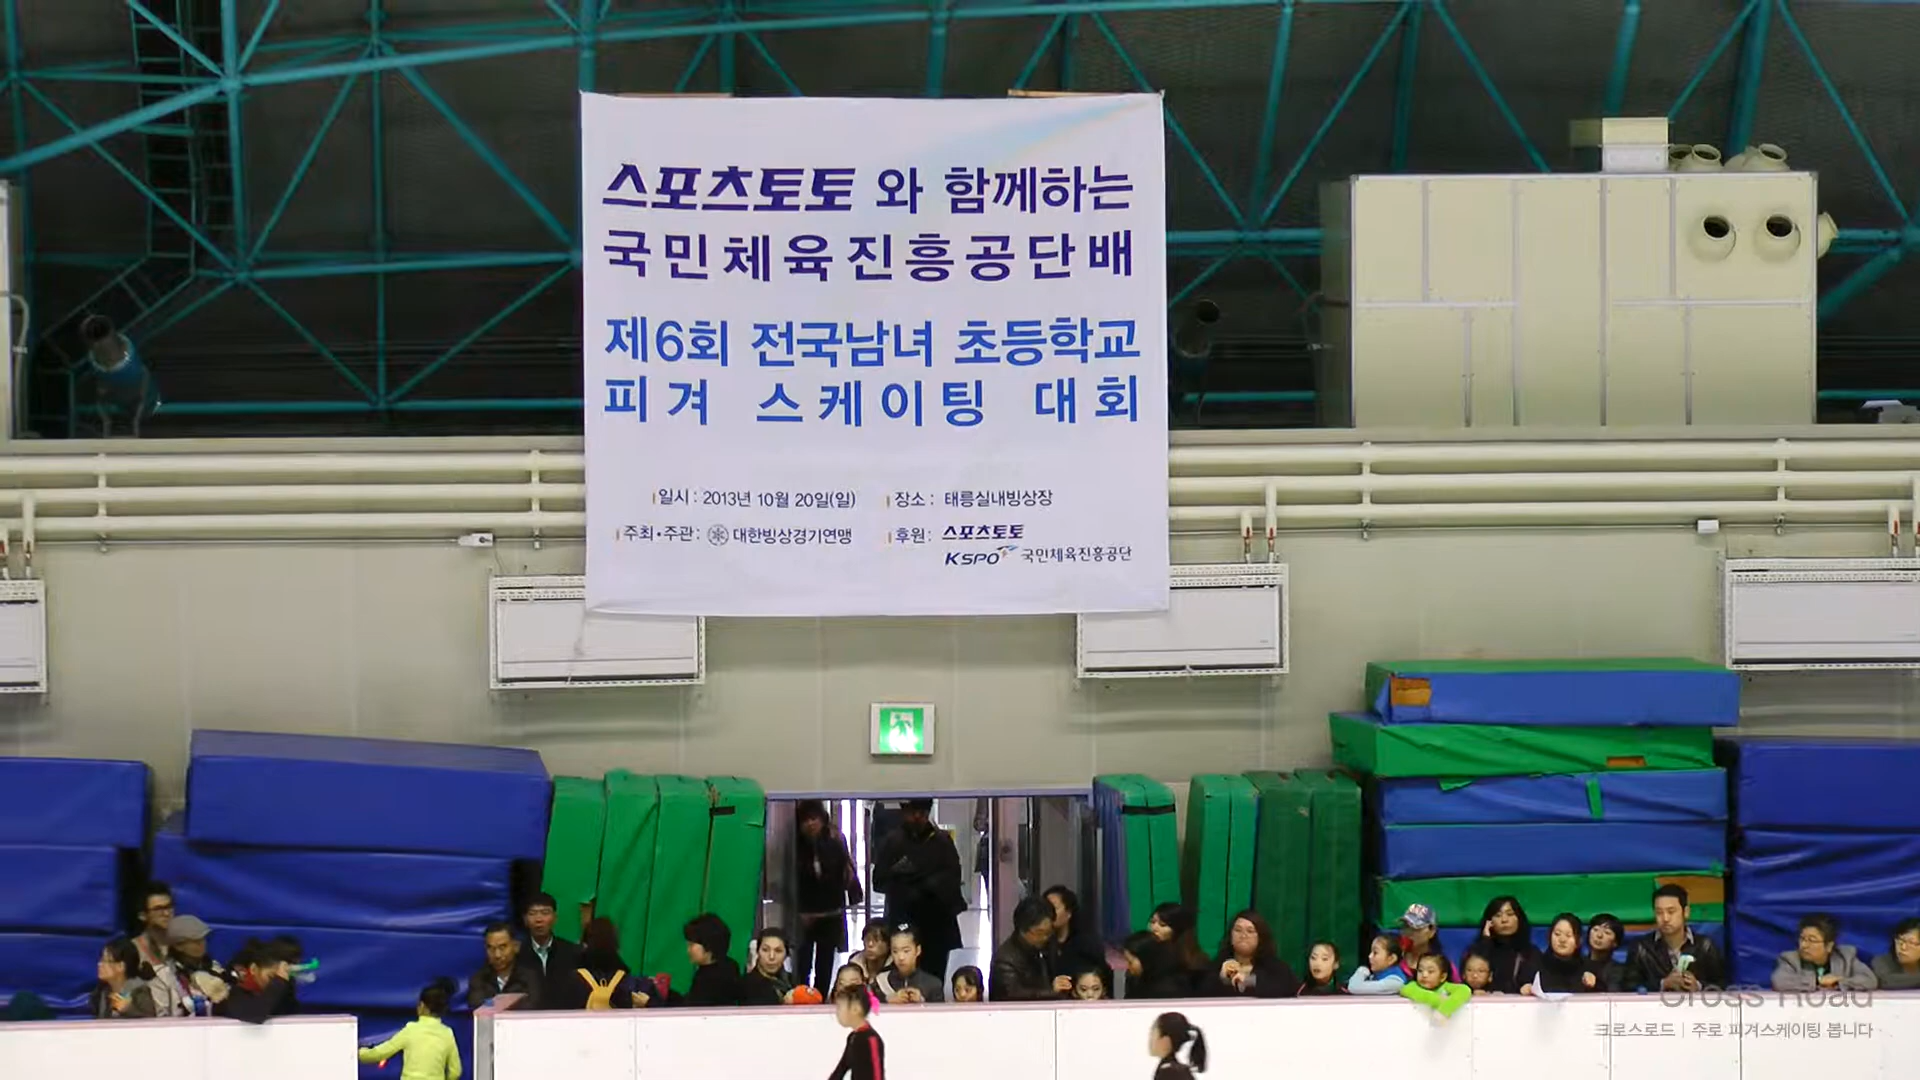 스포츠토토 와 함께하는
국민체육진흥공단배
제6회 전국남녀 초등학교
피겨 스케이팅 대회
일시 : 2013년 10월 20일(일)
장소 : 태릉실내빙상장
주최•주관 : 대한빙상경기연맹
후원 : 스포츠토토
KSPO 국민체육진흥공단
Cross Road
크로스로드 | 주로 피겨스케이팅 봅니다